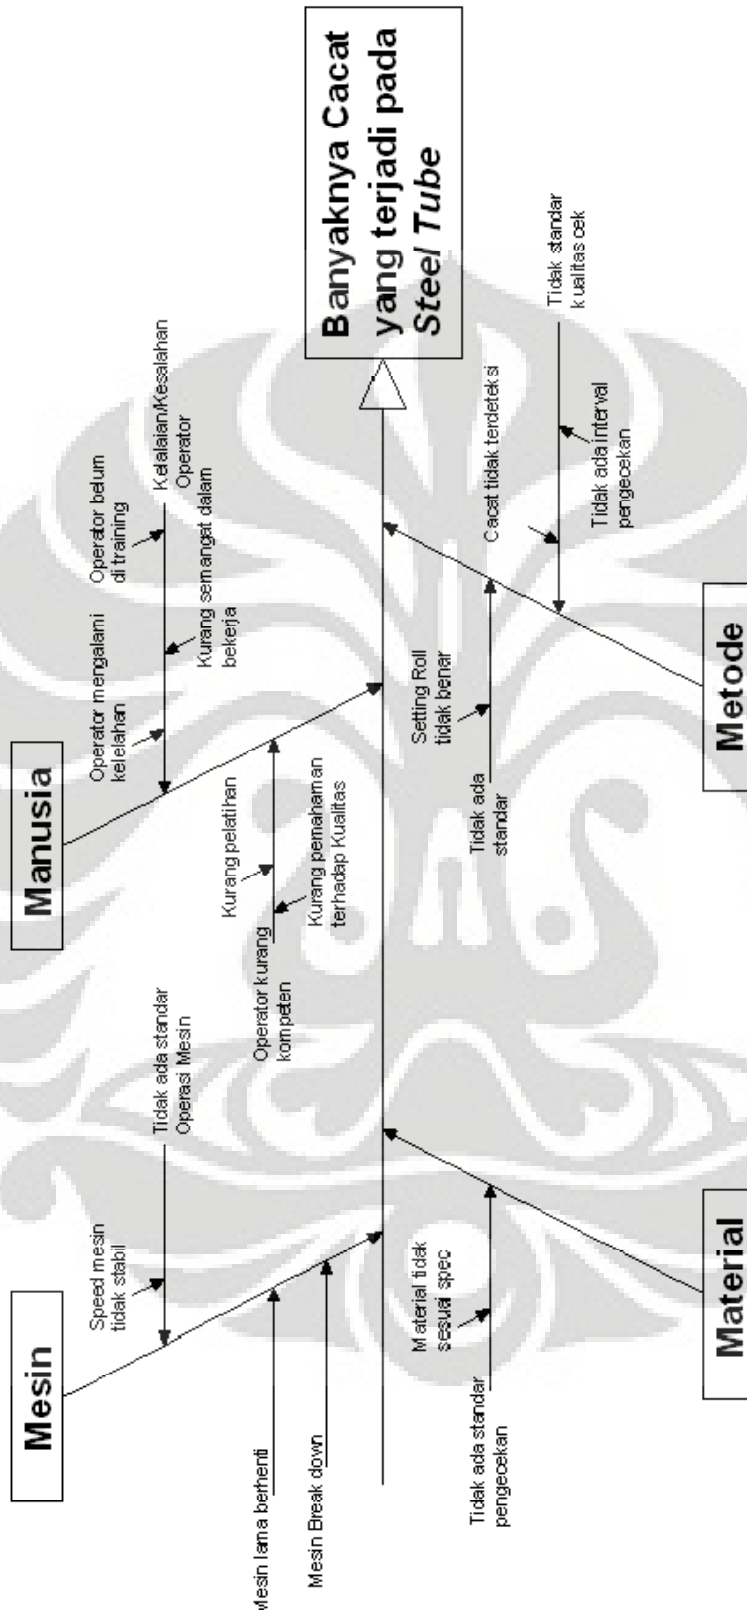 Mesin
Speed mesin
tidak stabil
Tidak ada standar
Operasi Mesin
Mesin lama berhenti
Mesin Break down
Manusia
Operator mengalami
kelelahan
Operator belum
di training
Kelalaian/Kesalahan
Operator
Kurang semangat dalam
bekerja
Kurang pelatihan
Kurang pemahaman
terhadap Kualitas
Operator kurang
kompeten
Banyaknya Cacat
yang terjadi pada
Steel Tube
Material tidak
sesuai spec
Tidak ada standar
pengecekan
Material
Setting Roll
tidak benar
Tidak ada
standar
Cacat tidak terdeteksi
Tidak standar
kualitas cek
Tidak ada interval
pengecekan
Metode